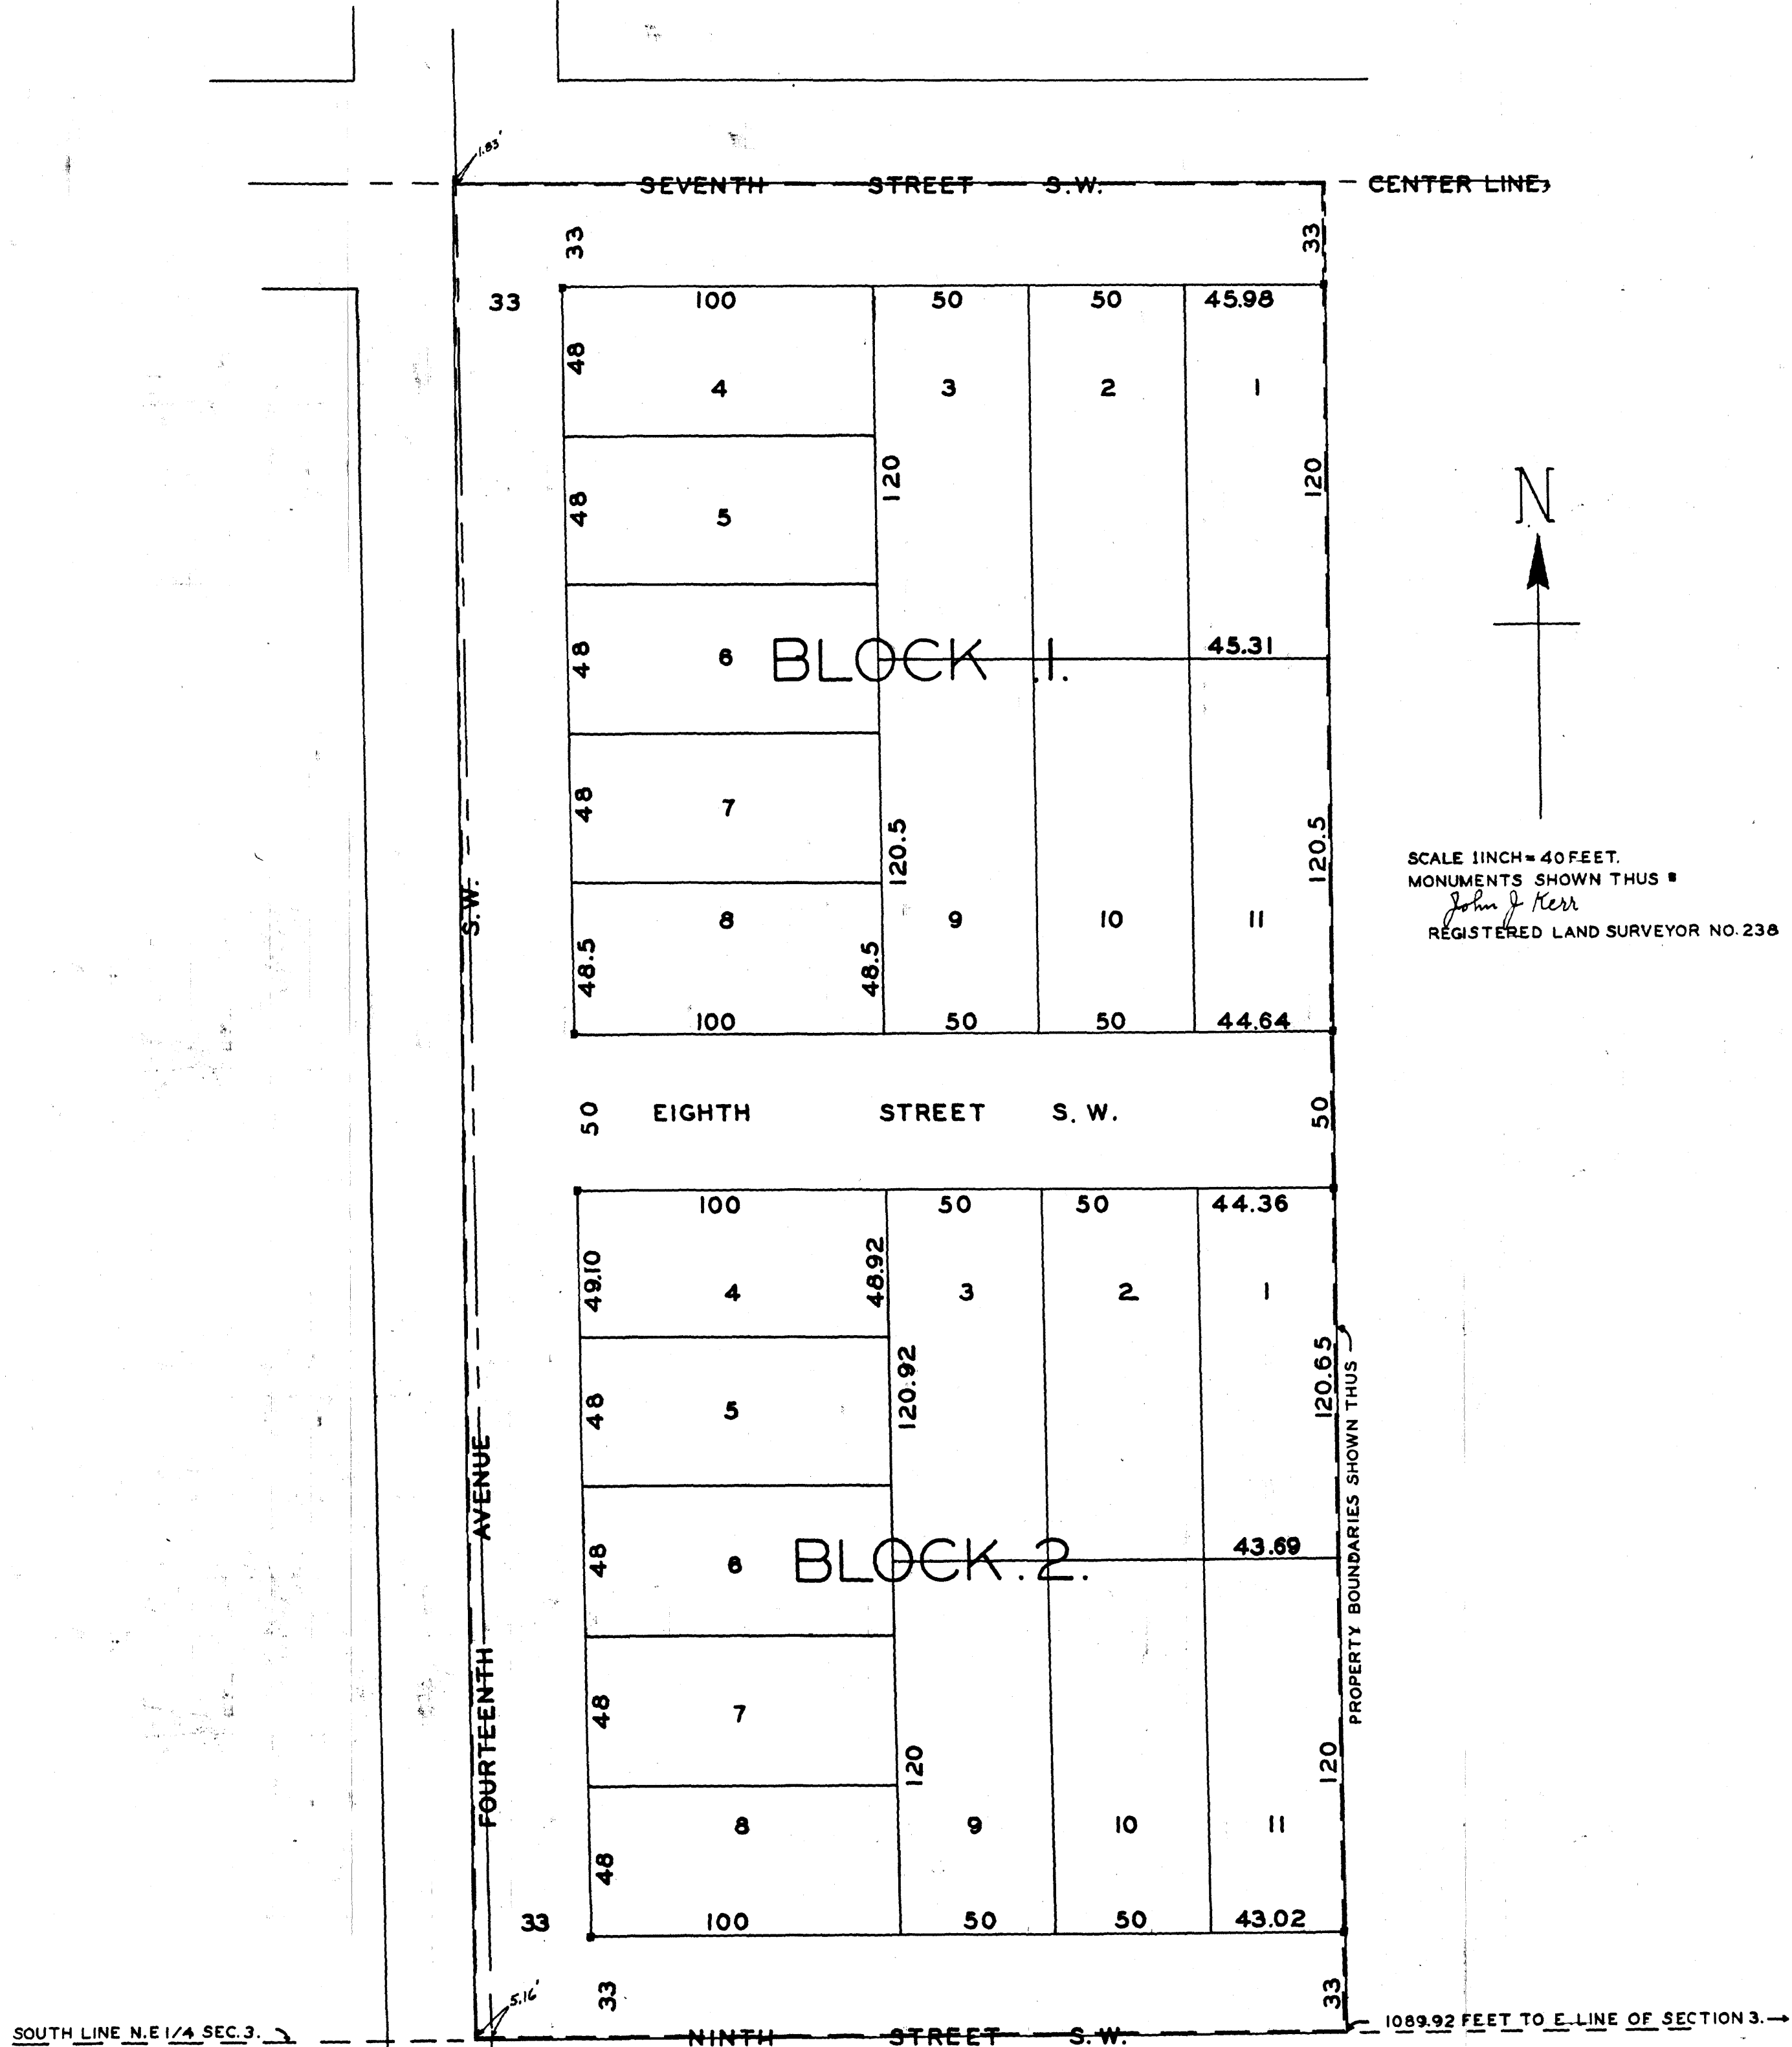 1.83'
SEVENTH STREET S.W. CENTER LINE
33 33
33 100 50 50 45.98
48
4 3 2 1
120 120
48 5
45.31
48 6 BLOCK .1.
48 7 120.5 120.5
8 9 10 11
48.5 48.5
100 50 50 44.64
N
SCALE 1INCH = 40 FEET.
MONUMENTS SHOWN THUS
John J Kerr
REGISTERED LAND SURVEYOR NO. 238
50 EIGHTH STREET S. W. 50
100 50 50 44.36
49.10 4 48.92 3 2 1
48 5 120.92 120.65
43.69
48 6 BLOCK .2.
48 7 120 120
8 9 10 11
48
33 100 50 50 43.02
33 33
5.16'
FOURTEENTH AVENUE S.W.
PROPERTY BOUNDARIES SHOWN THUS
SOUTH LINE N.E 1/4 SEC. 3. NINTH STREET S.W. 1089.92 FEET TO E LINE OF SECTION 3.